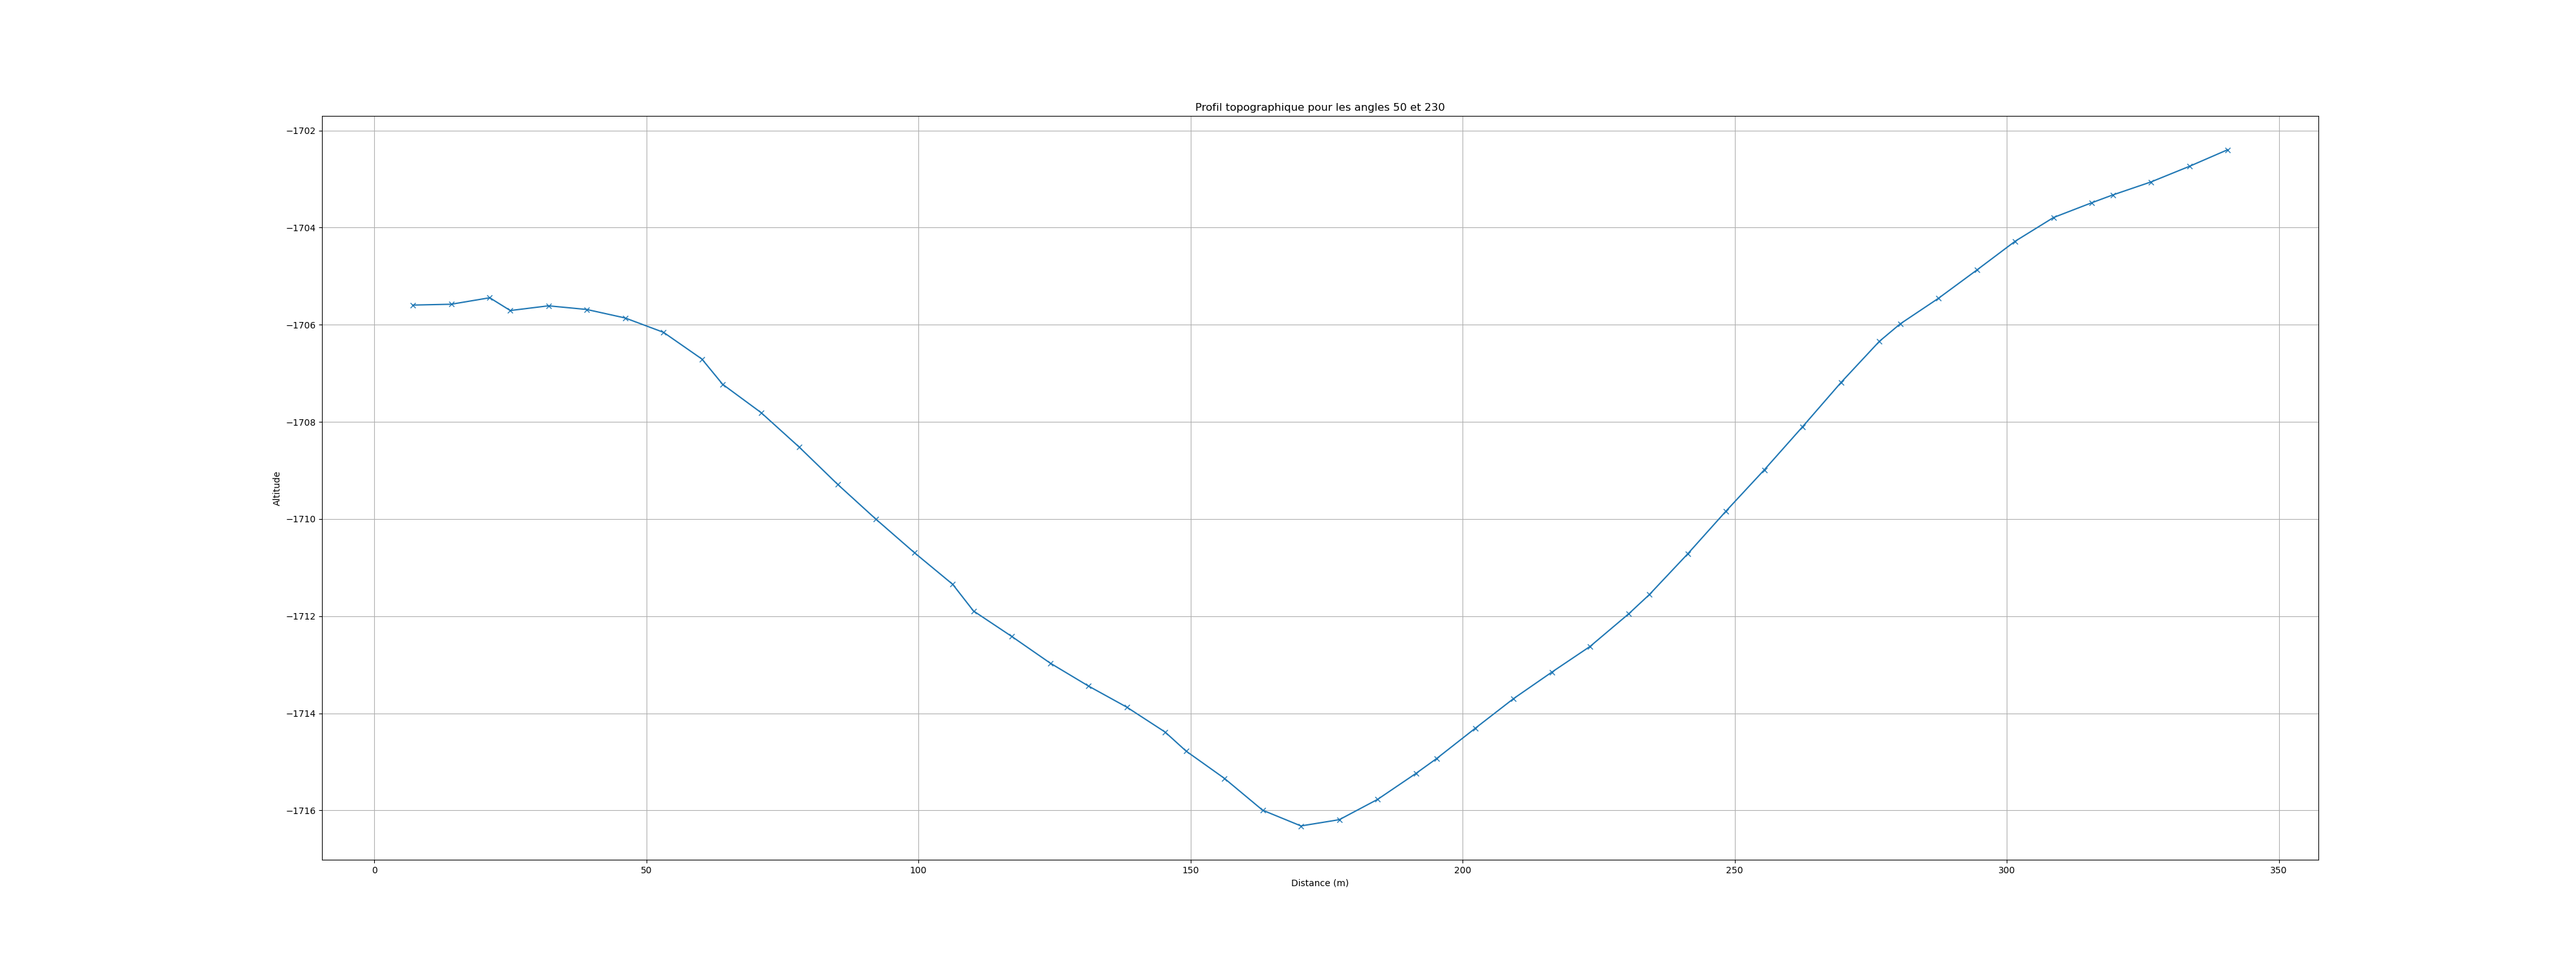 Profil topographique pour les angles 50 et 230
−1702
−1704
−1706
−1708
−1710
−1712
−1714
−1716
Altitude
0 50 100 150 200 250 300 350
Distance (m)